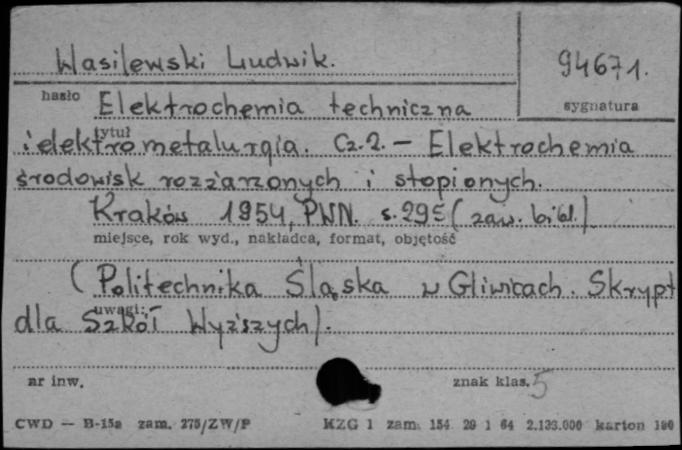 Wasilewski Ludwik.
94671.
hasło
sygnatura
Elektrochemia techniczna
tytuł
i elektrometalurgia. Cz. 2. — Elektrochemia
środowisk rozżarzonych i stopionych.
Kraków 1954, PWN. s. 295 (zaw. bibl.)
miejsce, rok wyd., nakładca, format, objętość
(Politechnika Śląska w Gliwicach. Skrypt
uwagi:
dla Szkół Wyższych).
nr inw.
znak klas. 5
CWD — B-15a zam. 275/ZW/P
KZG 1 zam. 154 29 1 64 2.133.000 karton